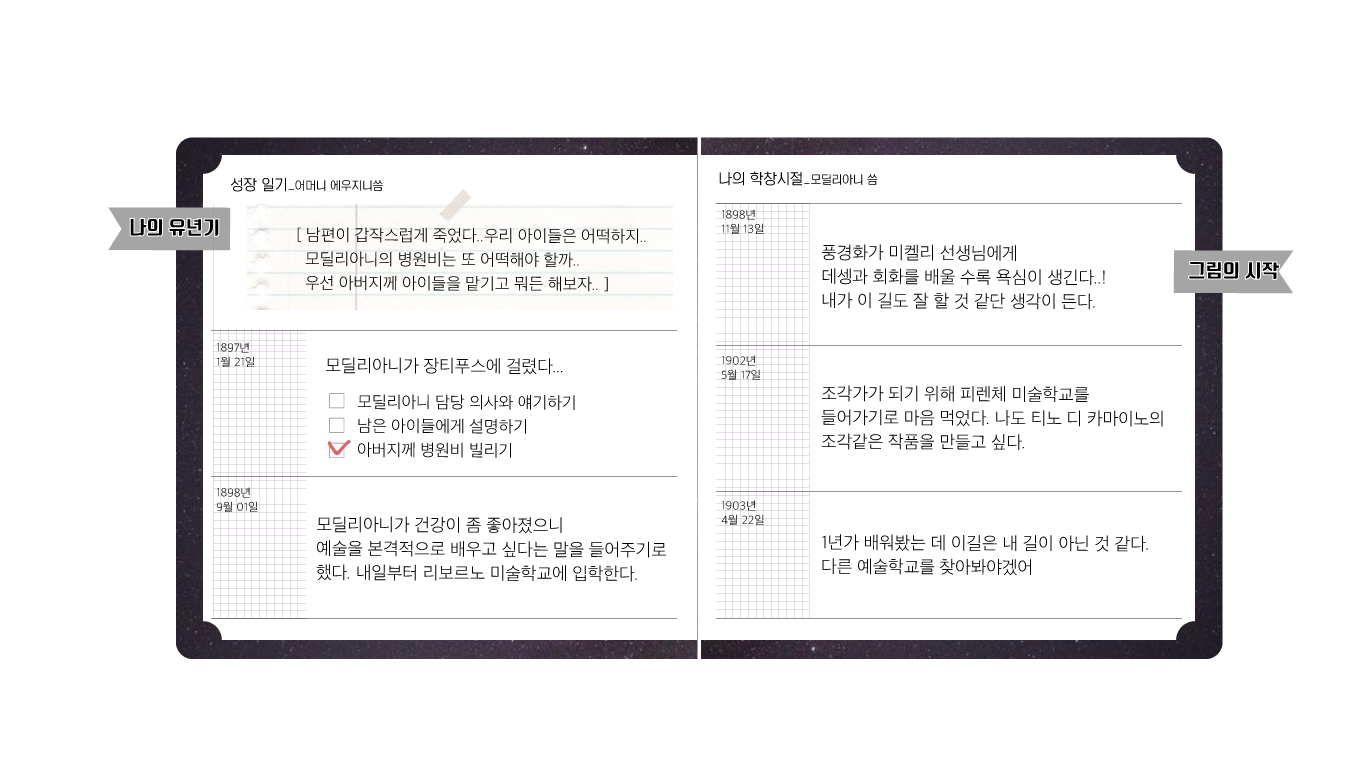 나의 유년기
성장 일기_어머니 에우지니씀
[ 남편이 갑작스럽게 죽었다..우리 아이들은 어떡하지..
모딜리아니의 병원비는 또 어떡해야 할까..
우선 아버지께 아이들을 맡기고 뭐든 해보자.. ]
1897년
1월 21일
모딜리아니가 장티푸스에 걸렸다...
모딜리아니 담당 의사와 얘기하기
남은 아이들에게 설명하기
아버지께 병원비 빌리기
1898년
9월 01일
모딜리아니가 건강이 좀 좋아졌으니
예술을 본격적으로 배우고 싶다는 말을 들어주기로
했다. 내일부터 리보르노 미술학교에 입학한다.
나의 학창시절_모딜리아니 씀
그림의 시작
1898년
11월 13일
풍경화가 미켈리 선생님에게
데셍과 회화를 배울 수록 욕심이 생긴다..!
내가 이 길도 잘 할 것 같단 생각이 든다.
1902년
5월 17일
조각가가 되기 위해 피렌체 미술학교를
들어가기로 마음 먹었다. 나도 티노 디 카마이노의
조각같은 작품을 만들고 싶다.
1903년
4월 22일
1년가 배워봤는 데 이길은 내 길이 아닌 것 같다.
다른 예술학교를 찾아봐야겠어